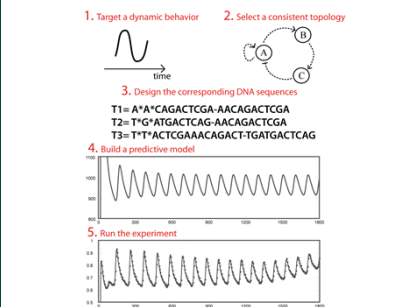 1. Target a dynamic behavior
2. Select a consistent topology
A
B
C
time
3. Design the corresponding DNA sequences
T1= A*A*CAGACTCGA-AACAGACTCGA
T2= T*G*ATGACTCAG-AACAGACTCGA
T3= T*T*ACTCGAAACAGACT-TGATGACTCAG
4. Build a predictive model
1100
1000
900
800
0 300 600 900 1200 1500 1800
5. Run the experiment
1
0.9
0.8
0.7
0.6
0.5
0 300 600 900 1200 1500 1800